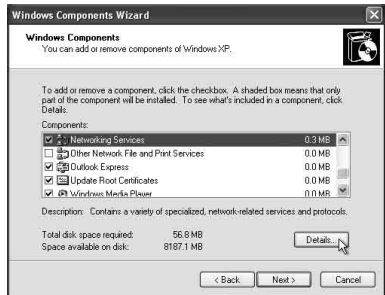 Windows Components Wizard
Windows Components
You can add or remove components of Windows XP.
To add or remove a component, click the checkbox. A shaded box means that only
part of the component will be installed. To see what's included in a component, click
Details.
Components:
Networking Services 0.3 MB
Other Network File and Print Services 0.0 MB
Outlook Express 0.0 MB
Update Root Certificates 0.0 MB
Windows Media Player 0.0 MB
Description: Contains a variety of specialized, network-related services and protocols.
Total disk space required: 56.8 MB
Space available on disk: 8187.1 MB
Details...
< Back
Next >
Cancel